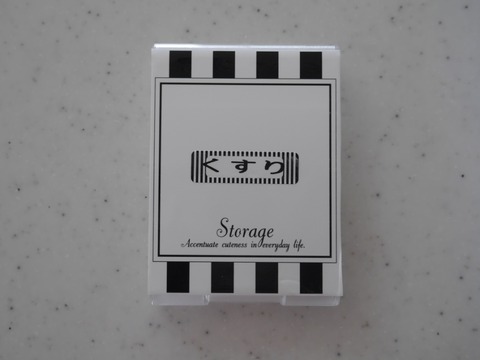 くすり
Storage
Accentuate cuteness in everyday life.